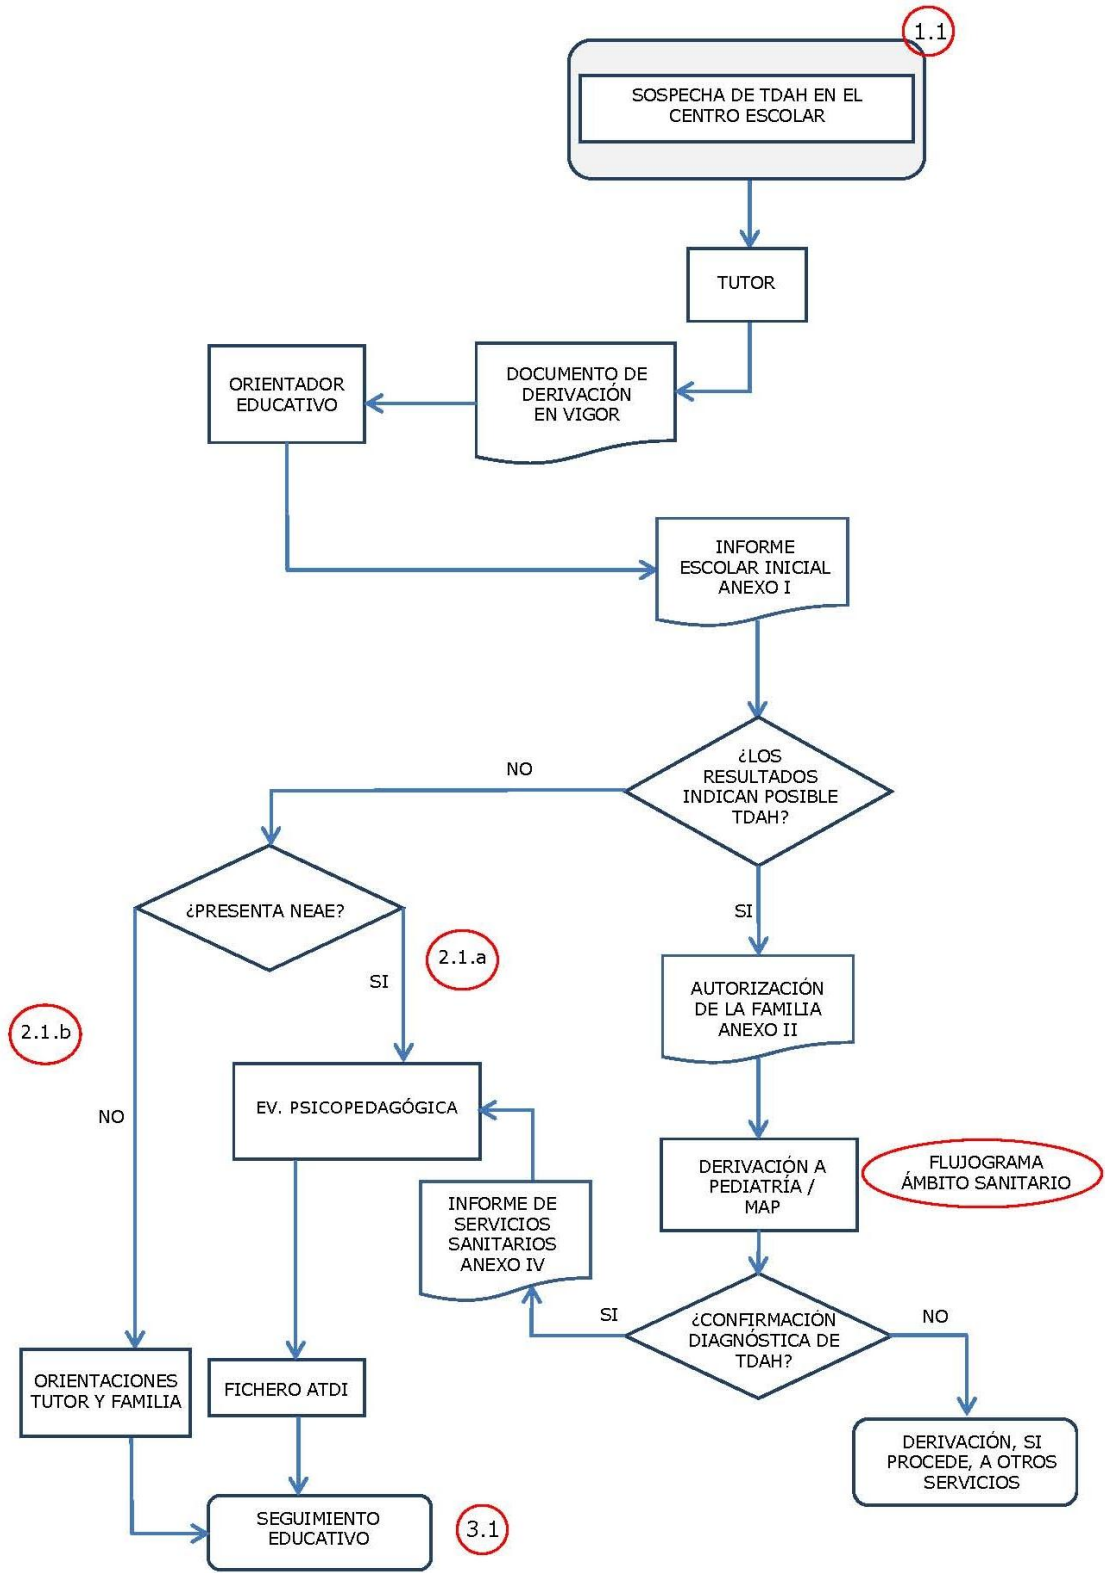 1.1
SOSPECHA DE TDAH EN EL
CENTRO ESCOLAR
TUTOR
DOCUMENTO DE
DERIVACIÓN
EN VIGOR
ORIENTADOR
EDUCATIVO
INFORME
ESCOLAR INICIAL
ANEXO I
¿LOS
RESULTADOS
INDICAN POSIBLE
TDAH?
NO
¿PRESENTA NEAE?
SI
2.1.a
SI
2.1.b
NO
AUTORIZACIÓN
DE LA FAMILIA
ANEXO II
EV. PSICOPEDAGÓGICA
DERIVACIÓN A
PEDIATRÍA /
MAP
FLUJOGRAMA
ÁMBITO SANITARIO
INFORME DE
SERVICIOS
SANITARIOS
ANEXO IV
SI
¿CONFIRMACIÓN
DIAGNÓSTICA DE
TDAH?
NO
ORIENTACIONES
TUTOR Y FAMILIA
FICHERO ATDI
DERIVACIÓN, SI
PROCEDE, A OTROS
SERVICIOS
SEGUIMIENTO
EDUCATIVO
3.1